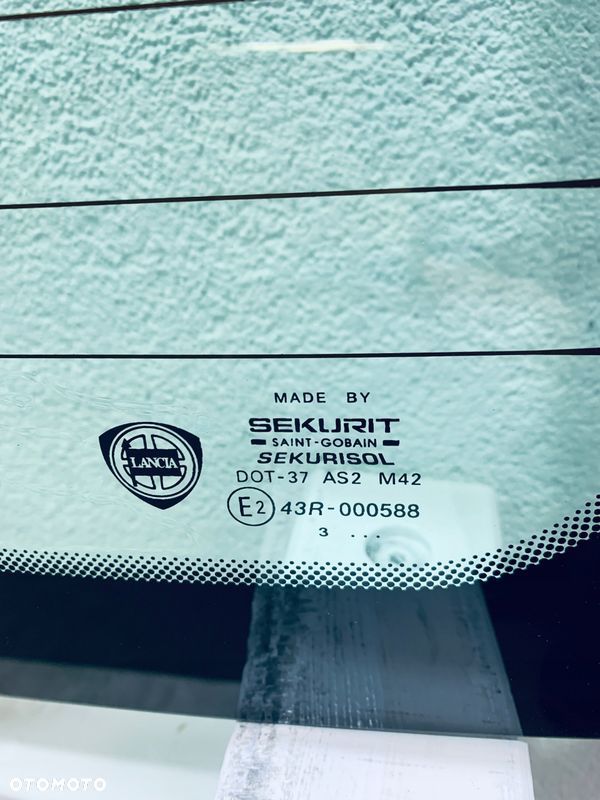 MADE BY
SEKURIT
SAINT-GOBAIN
SEKURISOL
LANCIA
DOT-37 AS2 M42
E2 43R-000588
3 ...
OTOMOTO